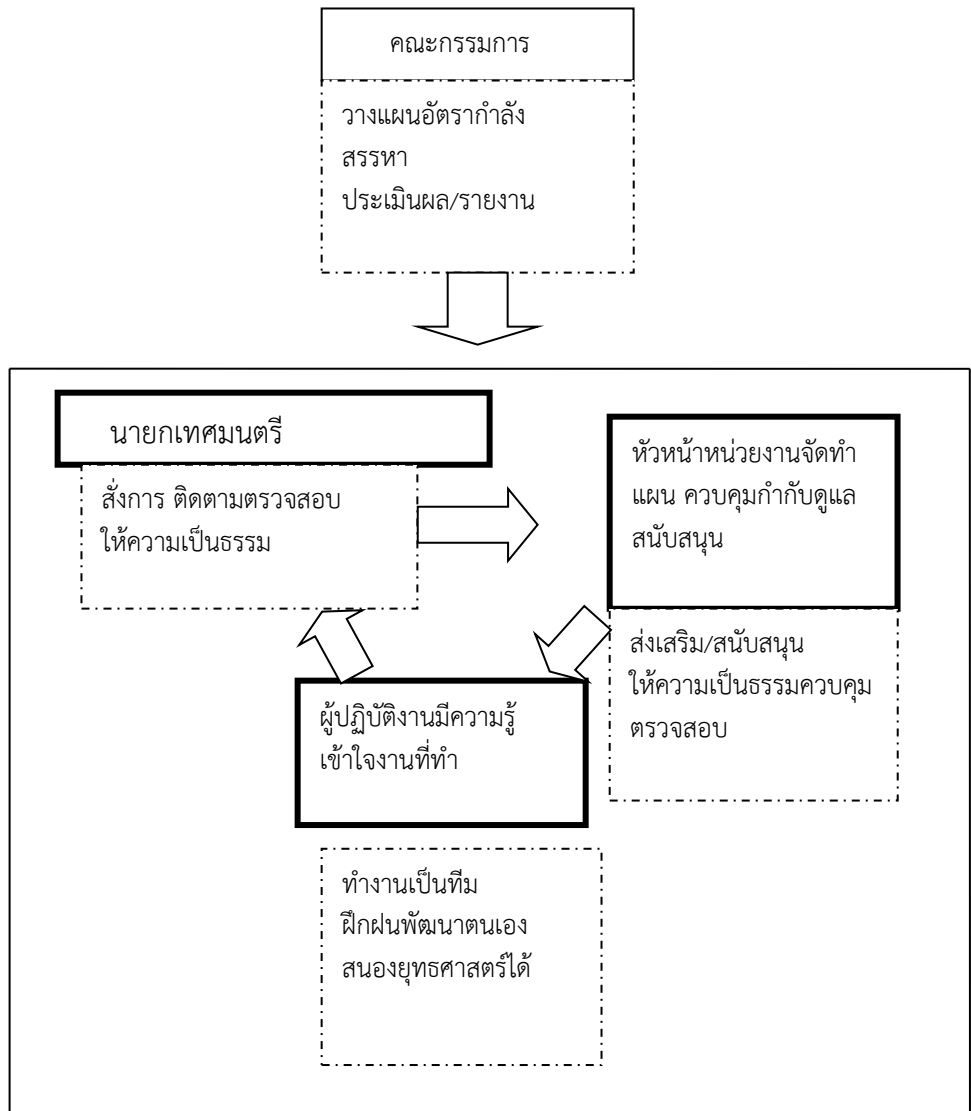 คณะกรรมการ
วางแผนอัตรากำลัง
สรรหา
ประเมินผล/รายงาน
นายกเทศมนตรี
สั่งการ ติดตามตรวจสอบ
ให้ความเป็นธรรม
หัวหน้าหน่วยงานจัดทำ
แผน ควบคุมกำกับดูแล
สนับสนุน
ส่งเสริม/สนับสนุน
ให้ความเป็นธรรมควบคุม
ตรวจสอบ
ผู้ปฏิบัติงานมีความรู้
เข้าใจงานที่ทำ
ทำงานเป็นทีม
ฝึกฝนพัฒนาตนเอง
สนองยุทธศาสตร์ได้